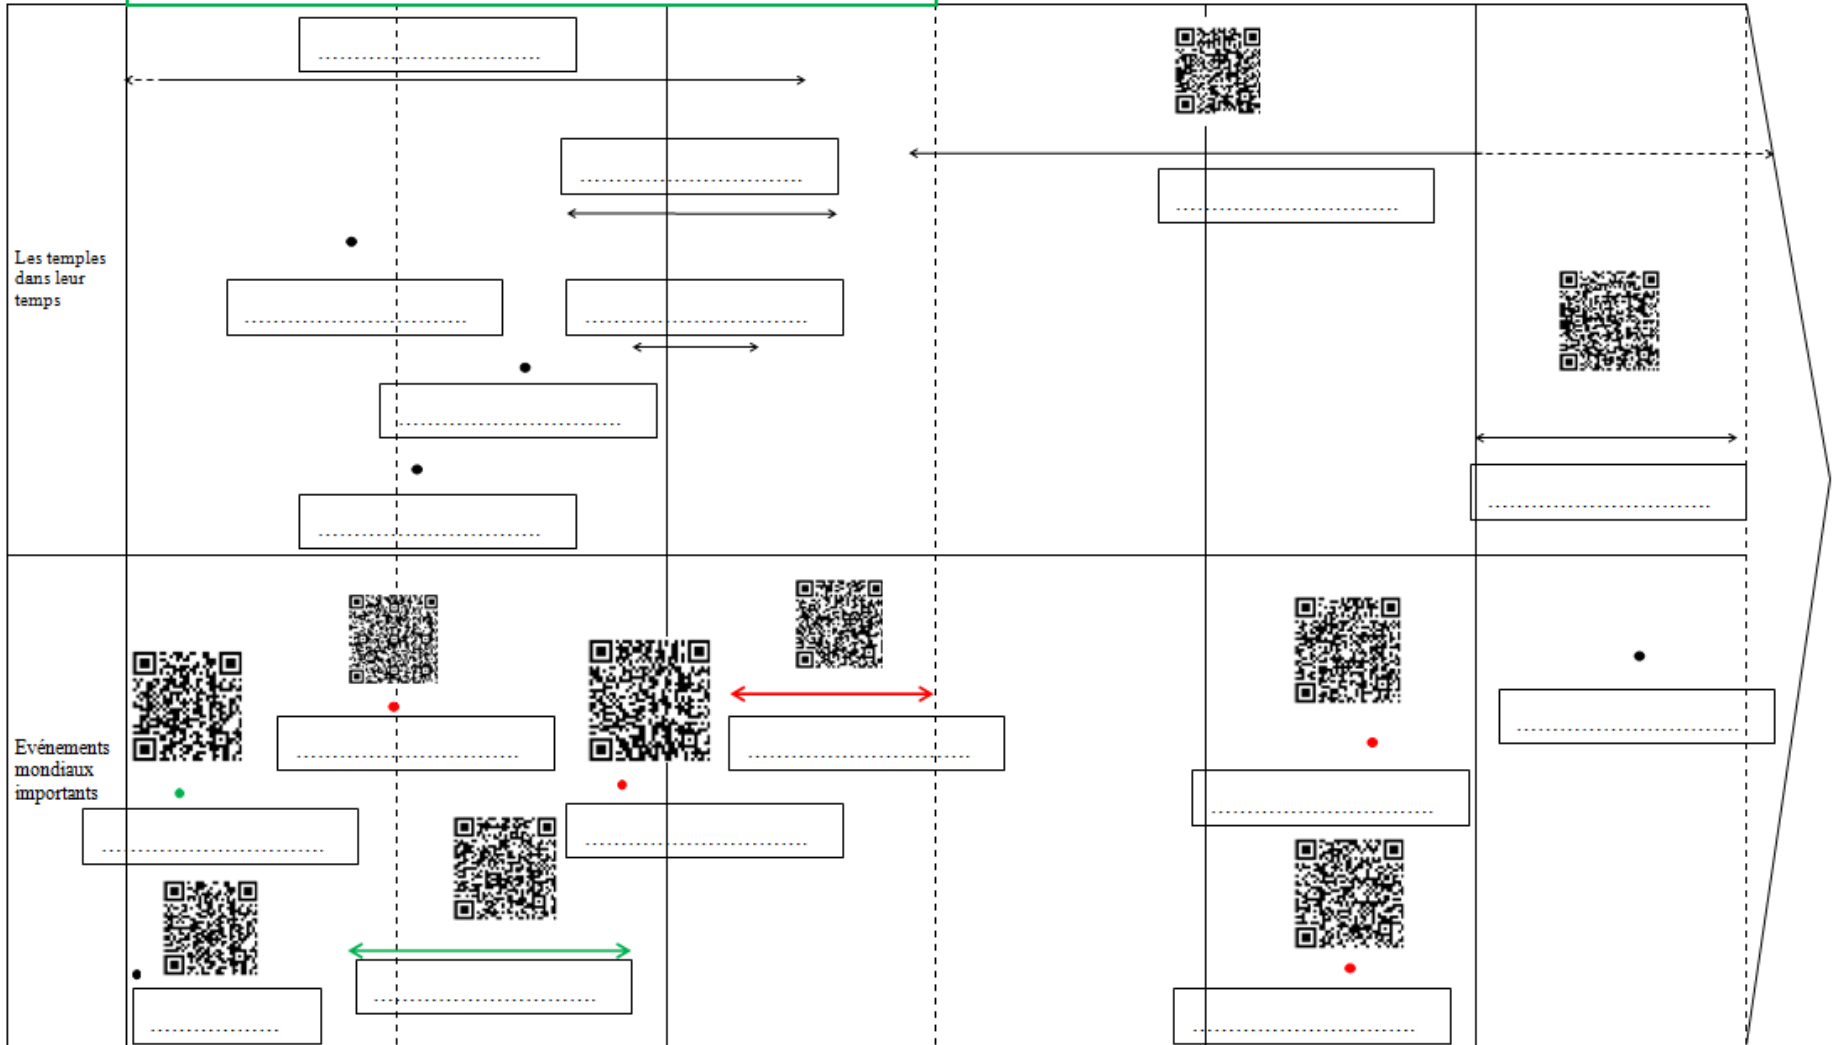 Les temples
dans leur
temps
Evénements
mondiaux
importants